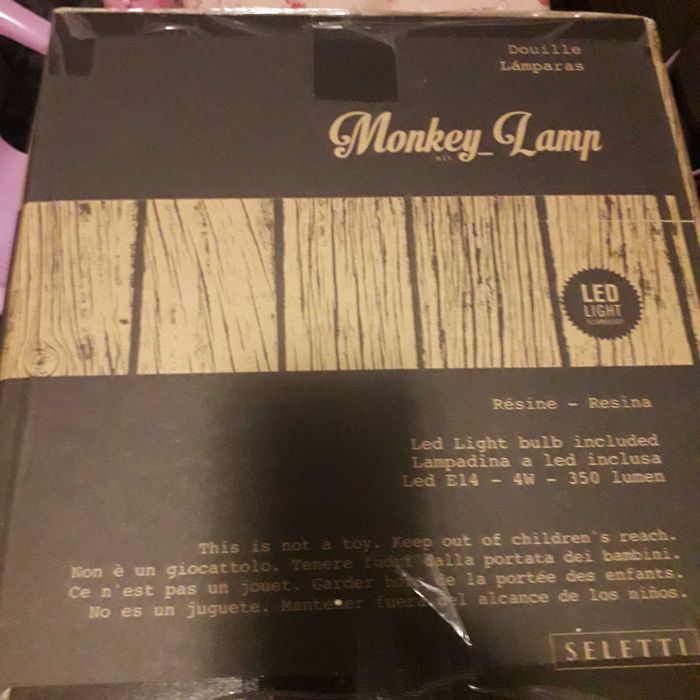 Douille
Lámparas
Monkey_Lamp
LED
LIGHT
TECHNOLOGY
Résine - Resina
Led Light bulb included
Lampadina a led inclusa
Led E14 - 4W - 350 lumen
This is not a toy. Keep out of children's reach.
Non è un giocattolo. Tenere fuori dalla portata dei bambini.
Ce n'est pas un jouet. Garder hors de la portée des enfants.
No es un juguete. Mantener fuera del alcance de los niños.
SELETTI